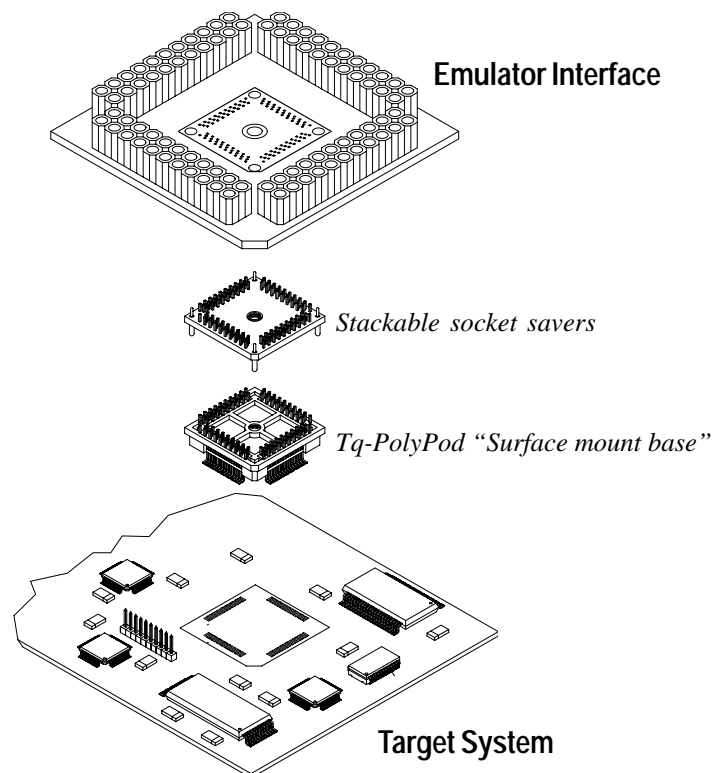 Emulator Interface
Stackable socket savers
Tq-PolyPod “Surface mount base”
Target System